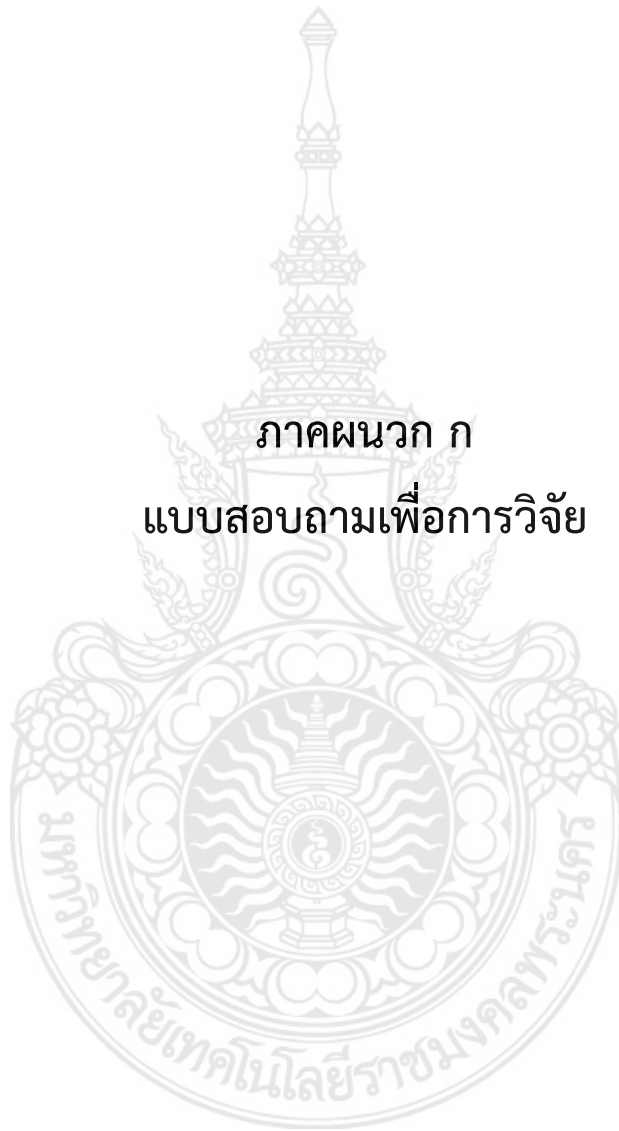 ภาคผนวก ก
แบบสอบถามเพื่อการวิจัย
มหาวิทยาลัยเทคโนโลยีราชมงคลพระนคร